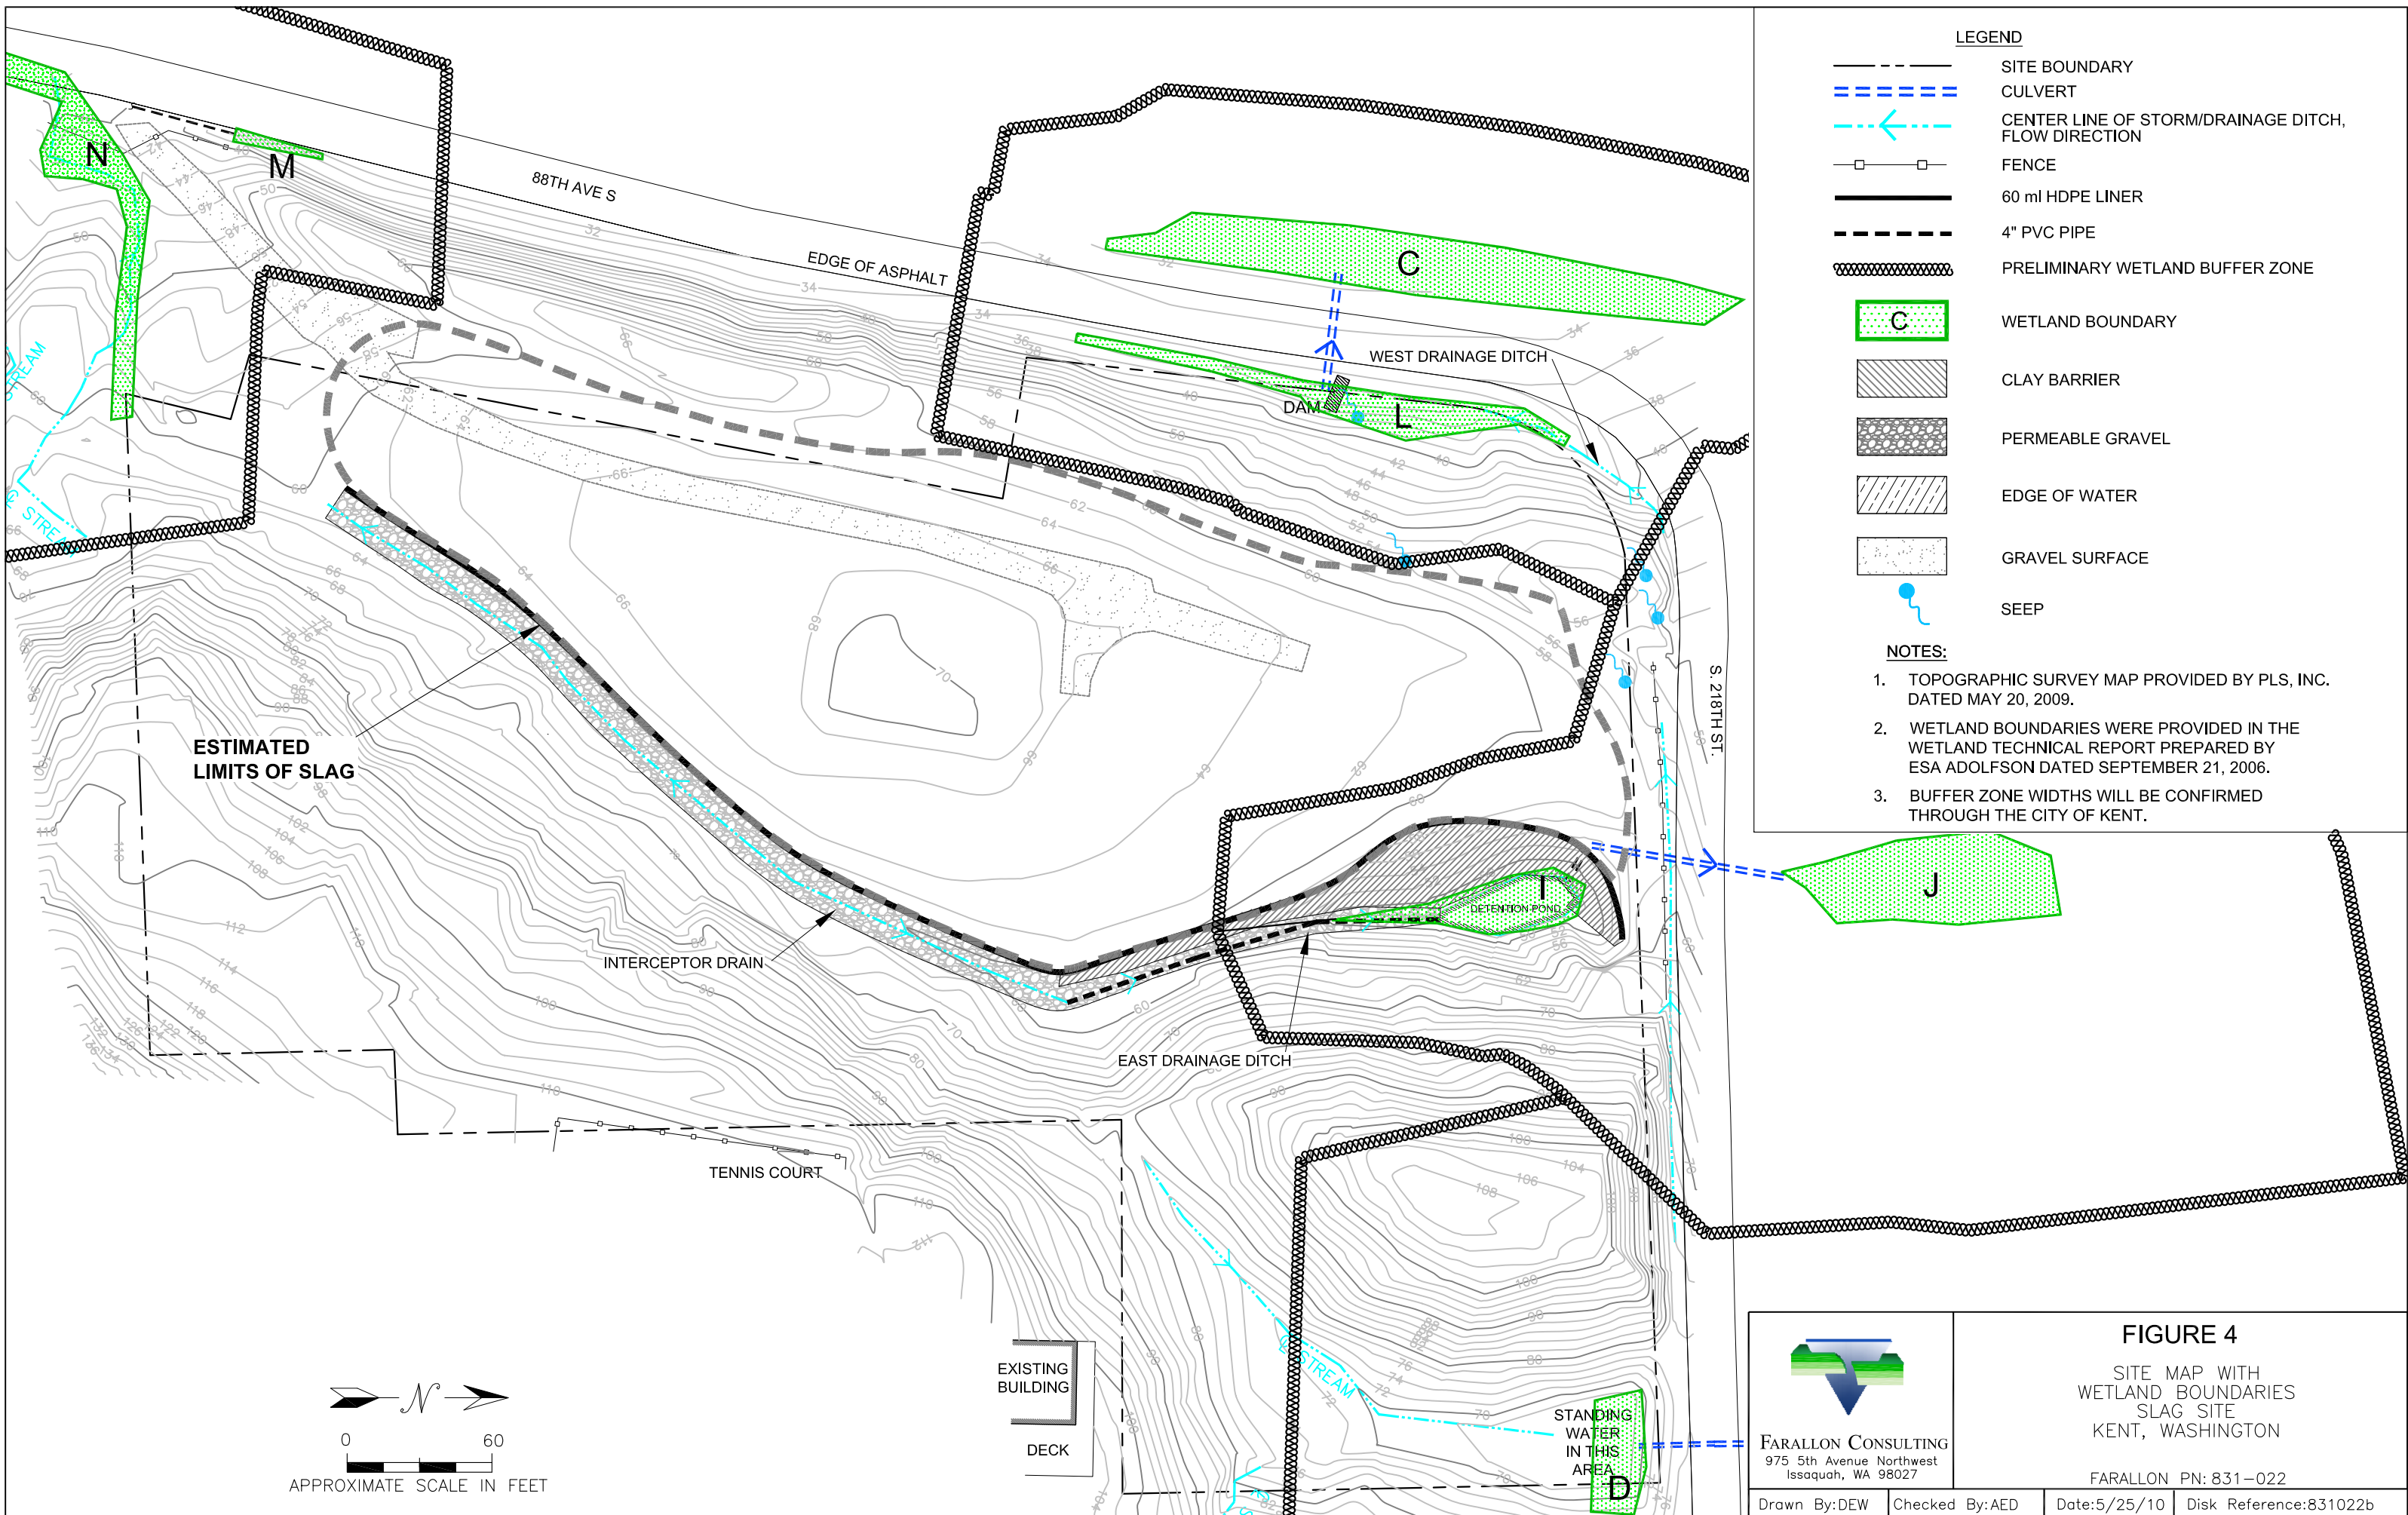 LEGEND
SITE BOUNDARY
CULVERT
CENTER LINE OF STORM/DRAINAGE DITCH,
FLOW DIRECTION
FENCE
60 ml HDPE LINER
4" PVC PIPE
PRELIMINARY WETLAND BUFFER ZONE
C
WETLAND BOUNDARY
CLAY BARRIER
PERMEABLE GRAVEL
EDGE OF WATER
GRAVEL SURFACE
SEEP
NOTES:
1. TOPOGRAPHIC SURVEY MAP PROVIDED BY PLS, INC.
DATED MAY 20, 2009.
2. WETLAND BOUNDARIES WERE PROVIDED IN THE
WETLAND TECHNICAL REPORT PREPARED BY
ESA ADOLFSON DATED SEPTEMBER 21, 2006.
3. BUFFER ZONE WIDTHS WILL BE CONFIRMED
THROUGH THE CITY OF KENT.
N
M
88TH AVE S
EDGE OF ASPHALT
C
WEST DRAINAGE DITCH
DAM
L
STREAM
℄ STREAM
S. 218TH ST.
ESTIMATED
LIMITS OF SLAG
I
DETENTION POND
J
INTERCEPTOR DRAIN
EAST DRAINAGE DITCH
TENNIS COURT
℄ STREAM
EXISTING
BUILDING
DECK
STANDING
WATER
IN THIS
AREA
D
N
0 60
APPROXIMATE SCALE IN FEET
FARALLON CONSULTING
975 5th Avenue Northwest
Issaquah, WA 98027
FIGURE 4
SITE MAP WITH
WETLAND BOUNDARIES
SLAG SITE
KENT, WASHINGTON
FARALLON PN: 831-022
Drawn By:DEW
Checked By:AED
Date:5/25/10
Disk Reference:831022b